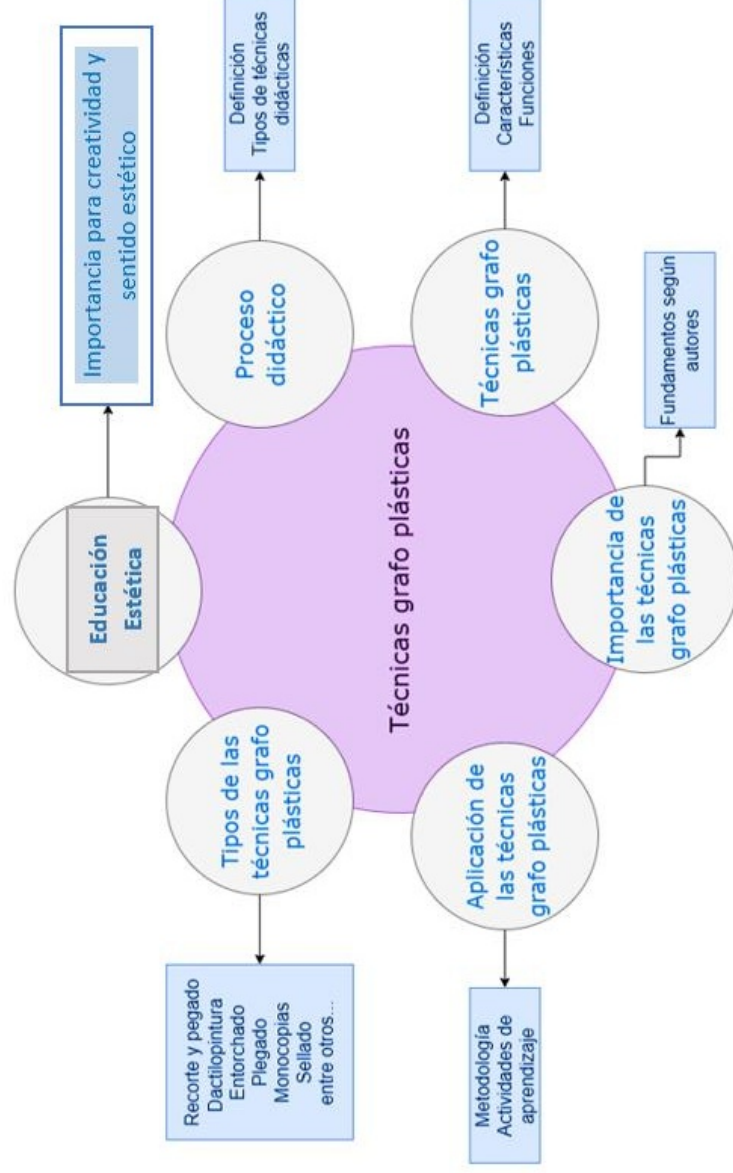 Educación
Estética
Importancia para creatividad y
sentido estético
Proceso
didáctico
Definición
Tipos de técnicas
didácticas
Técnicas grafo
plásticas
Definición
Características
Funciones
Importancia de
las técnicas
grafo plásticas
Fundamentos según
autores
Aplicación de
las técnicas
grafo plásticas
Metodología
Actividades de
aprendizaje
Tipos de las
técnicas grafo
plásticas
Recorte y pegado
Dactilopintura
Entorchado
Plegado
Monocopias
Sellado
entre otros...
Técnicas grafo plásticas